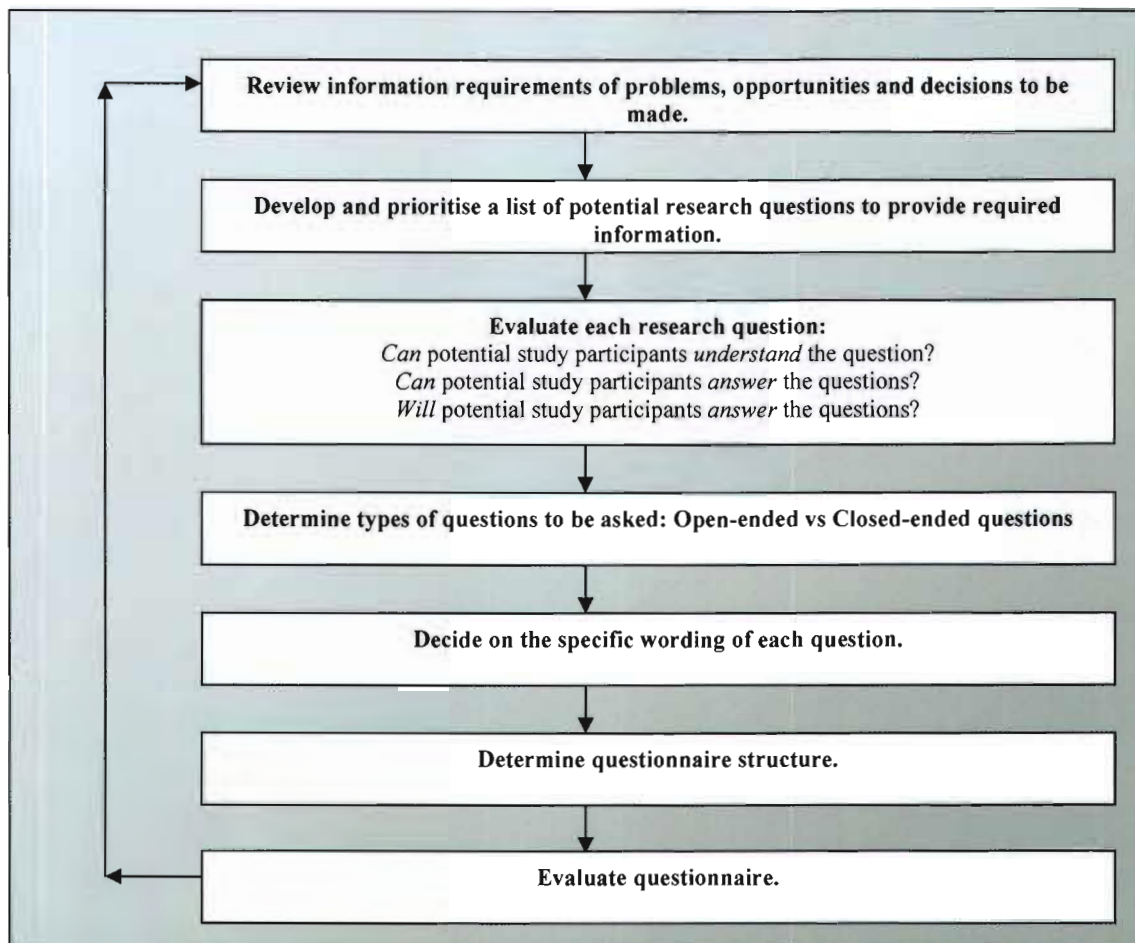 Review information requirements of problems, opportunities and decisions to be
made.
Develop and prioritise a list of potential research questions to provide required
information.
Evaluate each research question:
Can potential study participants understand the question?
Can potential study participants answer the questions?
Will potential study participants answer the questions?
Determine types of questions to be asked: Open-ended vs Closed-ended questions
Decide on the specific wording of each question.
Determine questionnaire structure.
Evaluate questionnaire.